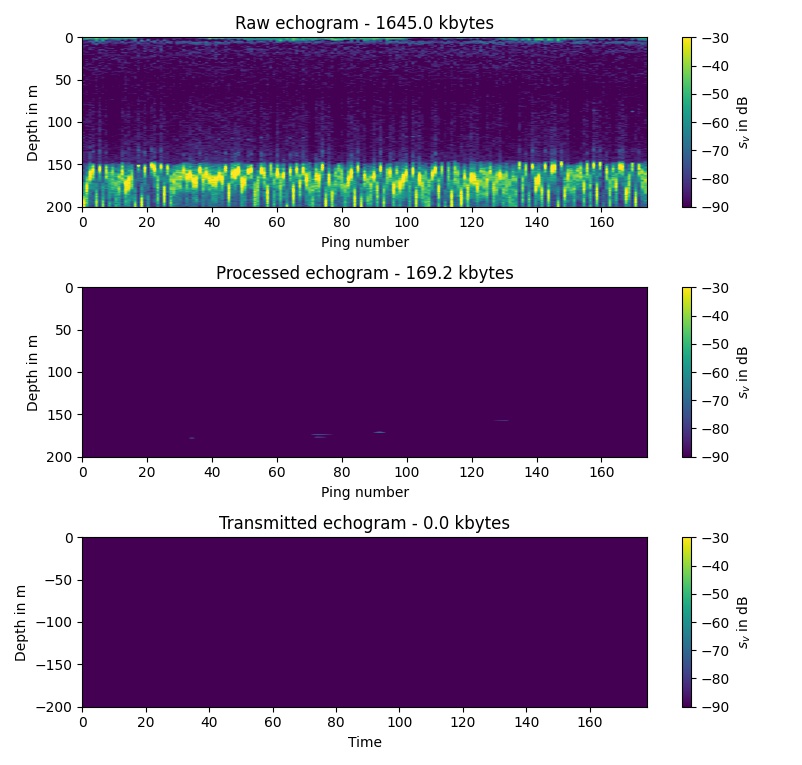 Raw echogram - 1645.0 kbytes
0
50
100
150
200
Depth in m
0 20 40 60 80 100 120 140 160
Ping number
−30
−40
−50
−60
−70
−80
−90
sv in dB
Processed echogram - 169.2 kbytes
0
50
100
150
200
Depth in m
0 20 40 60 80 100 120 140 160
Ping number
−30
−40
−50
−60
−70
−80
−90
sv in dB
Transmitted echogram - 0.0 kbytes
0
−50
−100
−150
−200
Depth in m
0 20 40 60 80 100 120 140 160
Time
−30
−40
−50
−60
−70
−80
−90
sv in dB